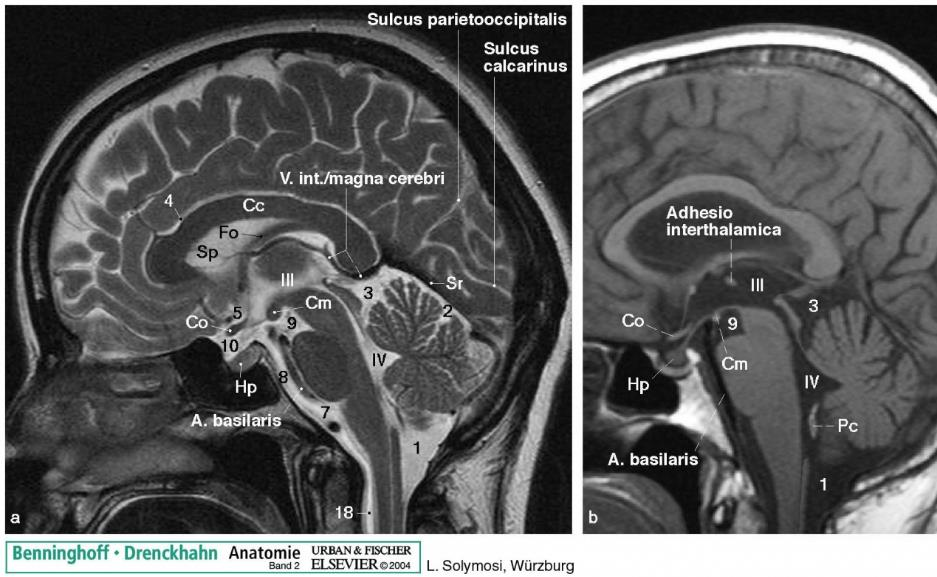 Sulcus parietooccipitalis
Sulcus
calcarinus
V. int./magna cerebri
4
Cc
Fo
Sp
III
Sr
3
2
5
Cm
Co
9
10
IV
Hp
8
A. basilaris
7
1
18
a
Adhesio
interthalamica
III
3
Co
9
Cm
Hp
IV
Pc
A. basilaris
1
b
Benninghoff · Drenckhahn Anatomie Band 2 URBAN & FISCHER
ELSEVIER © 2004
L. Solymosi, Würzburg